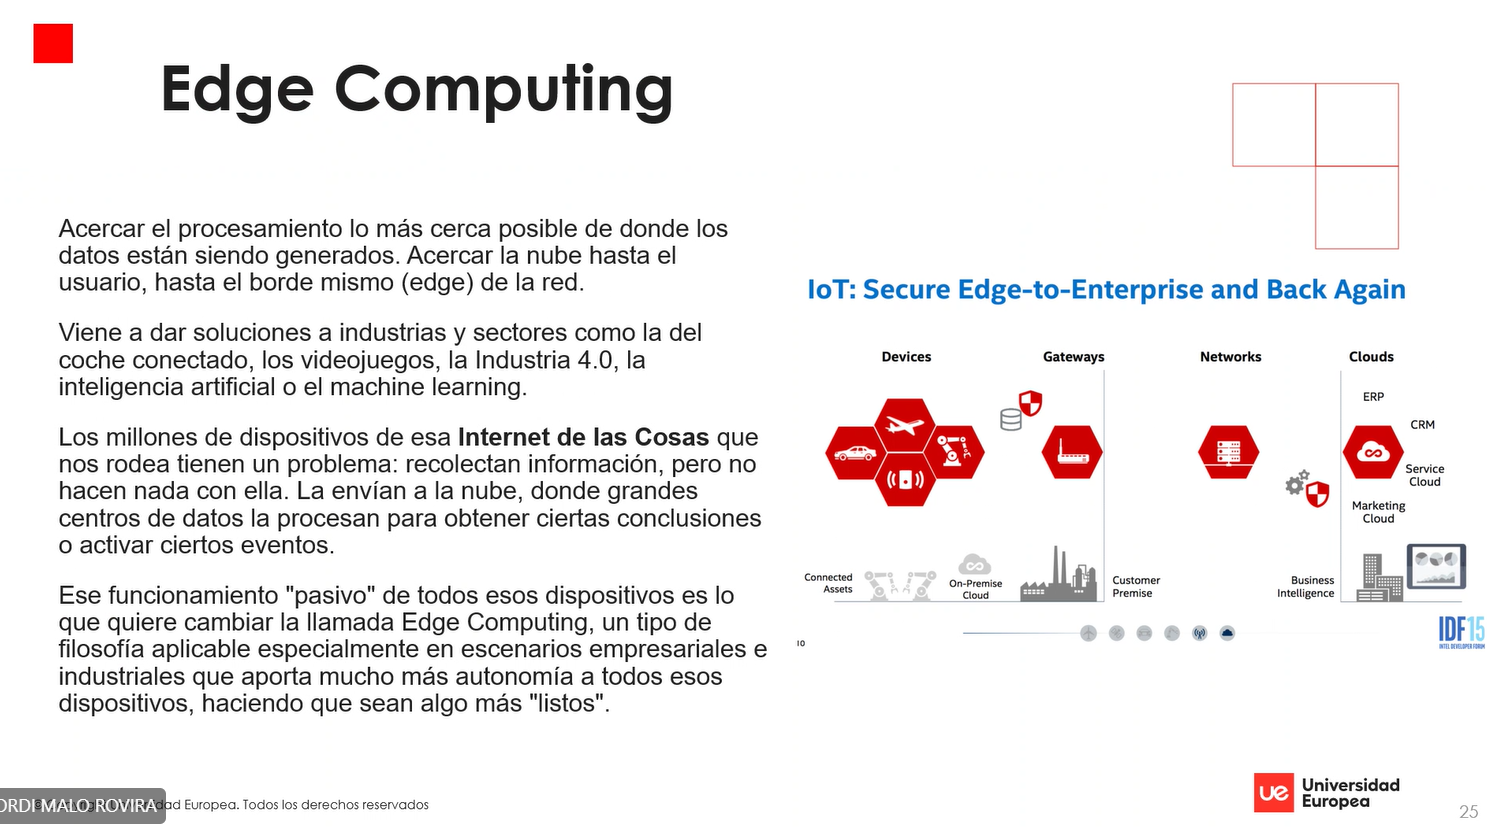 Edge Computing
Acercar el procesamiento lo más cerca posible de donde los
datos están siendo generados. Acercar la nube hasta el
usuario, hasta el borde mismo (edge) de la red.
Viene a dar soluciones a industrias y sectores como la del
coche conectado, los videojuegos, la Industria 4.0, la
inteligencia artificial o el machine learning.
Los millones de dispositivos de esa Internet de las Cosas que
nos rodea tienen un problema: recolectan información, pero no
hacen nada con ella. La envían a la nube, donde grandes
centros de datos la procesan para obtener ciertas conclusiones
o activar ciertos eventos.
Ese funcionamiento "pasivo" de todos esos dispositivos es lo
que quiere cambiar la llamada Edge Computing, un tipo de
filosofía aplicable especialmente en escenarios empresariales e
industriales que aporta mucho más autonomía a todos esos
dispositivos, haciendo que sean algo más "listos".
IoT: Secure Edge-to-Enterprise and Back Again
Devices Gateways Networks Clouds
ERP
CRM
Service
Cloud
Marketing
Cloud
Connected
Assets
On-Premise
Cloud
Customer
Premise
Business
Intelligence
10
IDF15
INTEL DEVELOPER FORUM
ORDI MALO ROVIRA
dad Europea. Todos los derechos reservados
ue Universidad
Europea
25